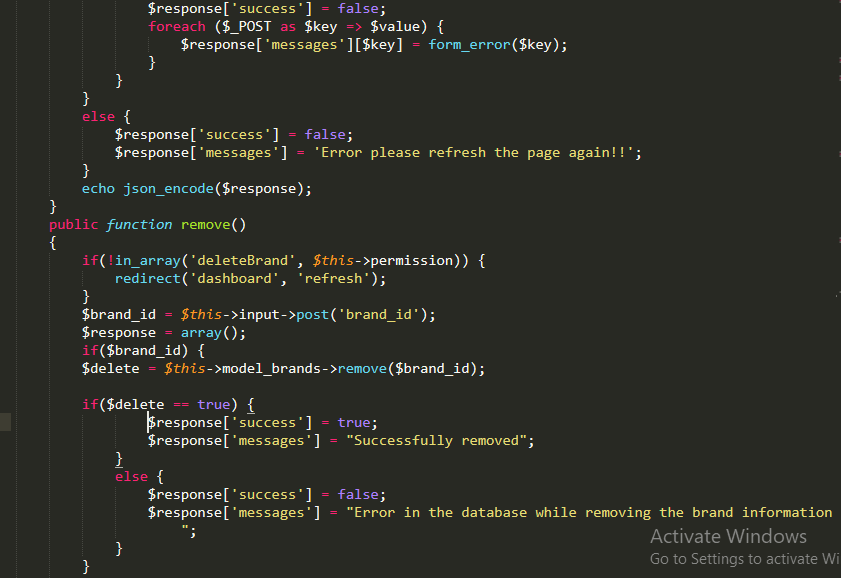 $response['success'] = false;
foreach ($_POST as $key => $value) {
$response['messages'][$key] = form_error($key);
}
}
}
else {
$response['success'] = false;
$response['messages'] = 'Error please refresh the page again!!';
}
echo json_encode($response);
}
public function remove()
{
if(!in_array('deleteBrand', $this->permission)) {
redirect('dashboard', 'refresh');
}
$brand_id = $this->input->post('brand_id');
$response = array();
if($brand_id) {
$delete = $this->model_brands->remove($brand_id);
if($delete == true) {
$response['success'] = true;
$response['messages'] = "Successfully removed";
}
else {
$response['success'] = false;
$response['messages'] = "Error in the database while removing the brand information
";
}
}
Activate Windows
Go to Settings to activate Wi